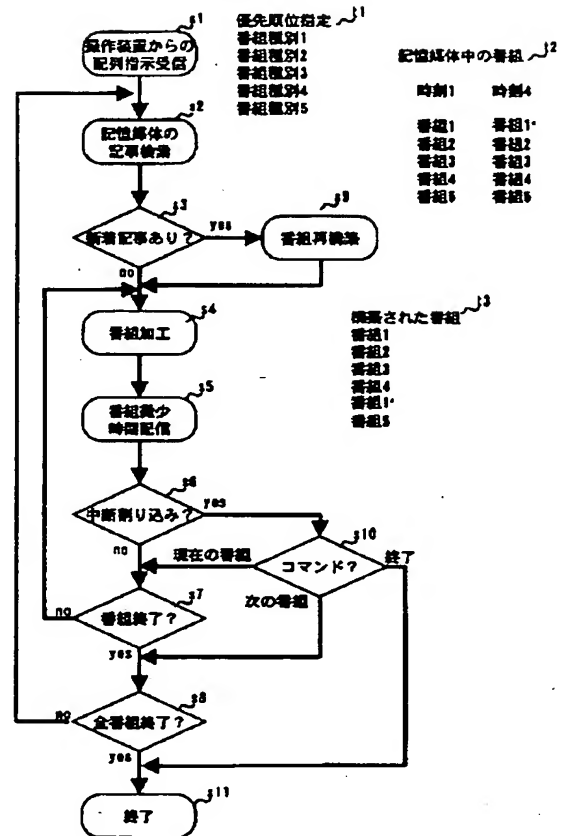 s1
操作装置からの
配列指示受信
優先順位指定 j1
番組種別1
番組種別2
番組種別3
番組種別4
番組種別5
記憶媒体中の番組 j2
時刻1 時刻4
番組1 番組1'
番組2 番組2
番組3 番組3
番組4 番組4
番組5 番組5
s2
記憶媒体の
記事検索
s3
新着記事あり?
yes
no
s9
番組再構築
s4
番組加工
構築された番組 j3
番組1
番組2
番組3
番組4
番組1'
番組5
s5
番組微少
時間配信
s6
中断割り込み?
yes
no
s10
コマンド?
現在の番組
終了
次の番組
s7
番組終了?
no
yes
s8
全番組終了?
no
yes
s11
終了